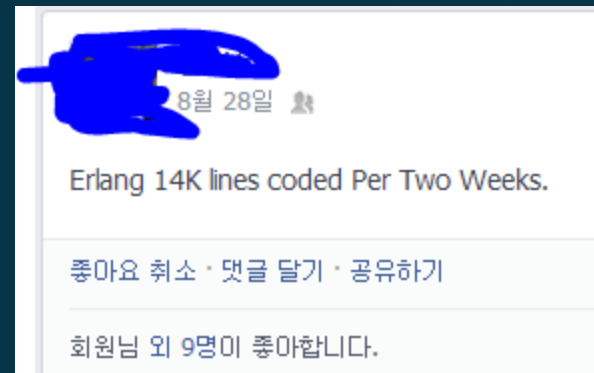 8월 28일
Erlang 14K lines coded Per Two Weeks.
좋아요 취소 · 댓글 달기 · 공유하기
회원님 외 9명이 좋아합니다.